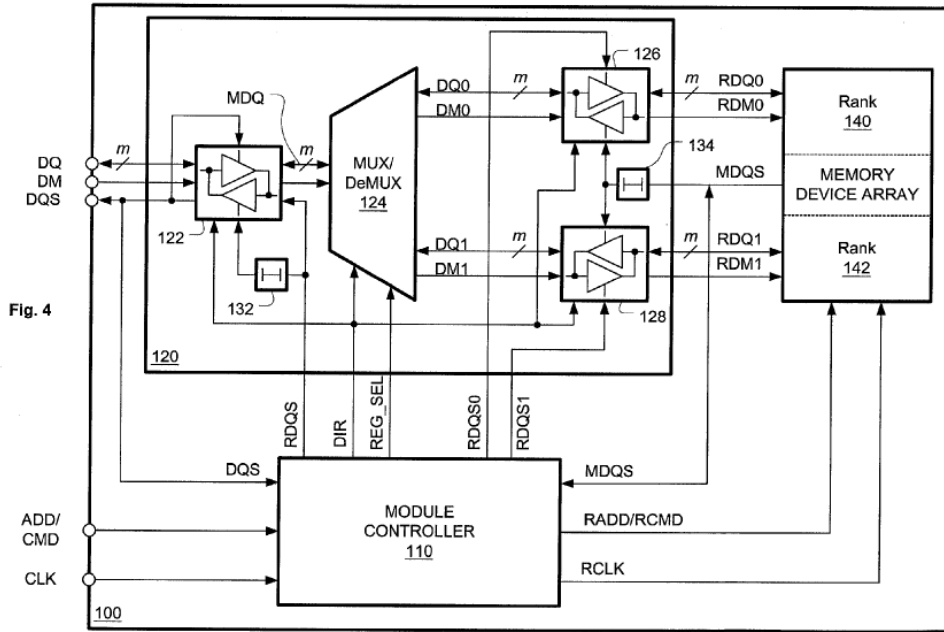 126
DQ0
m
m
RDQ0
MDQ
DM0
RDM0
Rank
140
134
m
DQ
m
MUX/
DeMUX
124
MDQS
MEMORY
DEVICE ARRAY
DM
DQS
122
DQ1
m
m
RDQ1
Rank
142
DM1
RDM1
132
Fig. 4
128
120
RDQS
DIR
REG_SEL
RDQS0
RDQS1
DQS
MDQS
ADD/
CMD
MODULE
CONTROLLER
110
RADD/RCMD
CLK
RCLK
100